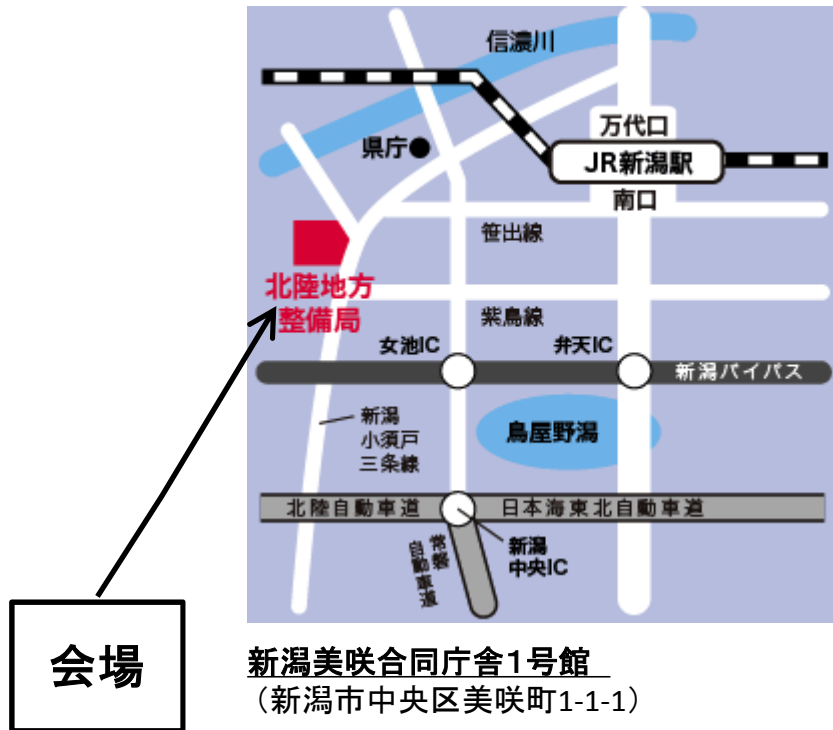 信濃川
万代口
県庁
JR新潟駅
南口
笹出線
北陸地方
整備局
紫鳥線
女池IC
弁天IC
新潟バイパス
新潟
小須戸
三条線
鳥屋野潟
北陸自動車道
日本海東北自動車道
常磐
自動車道
新潟
中央IC
会場
新潟美咲合同庁舎1号館
（新潟市中央区美咲町1-1-1）